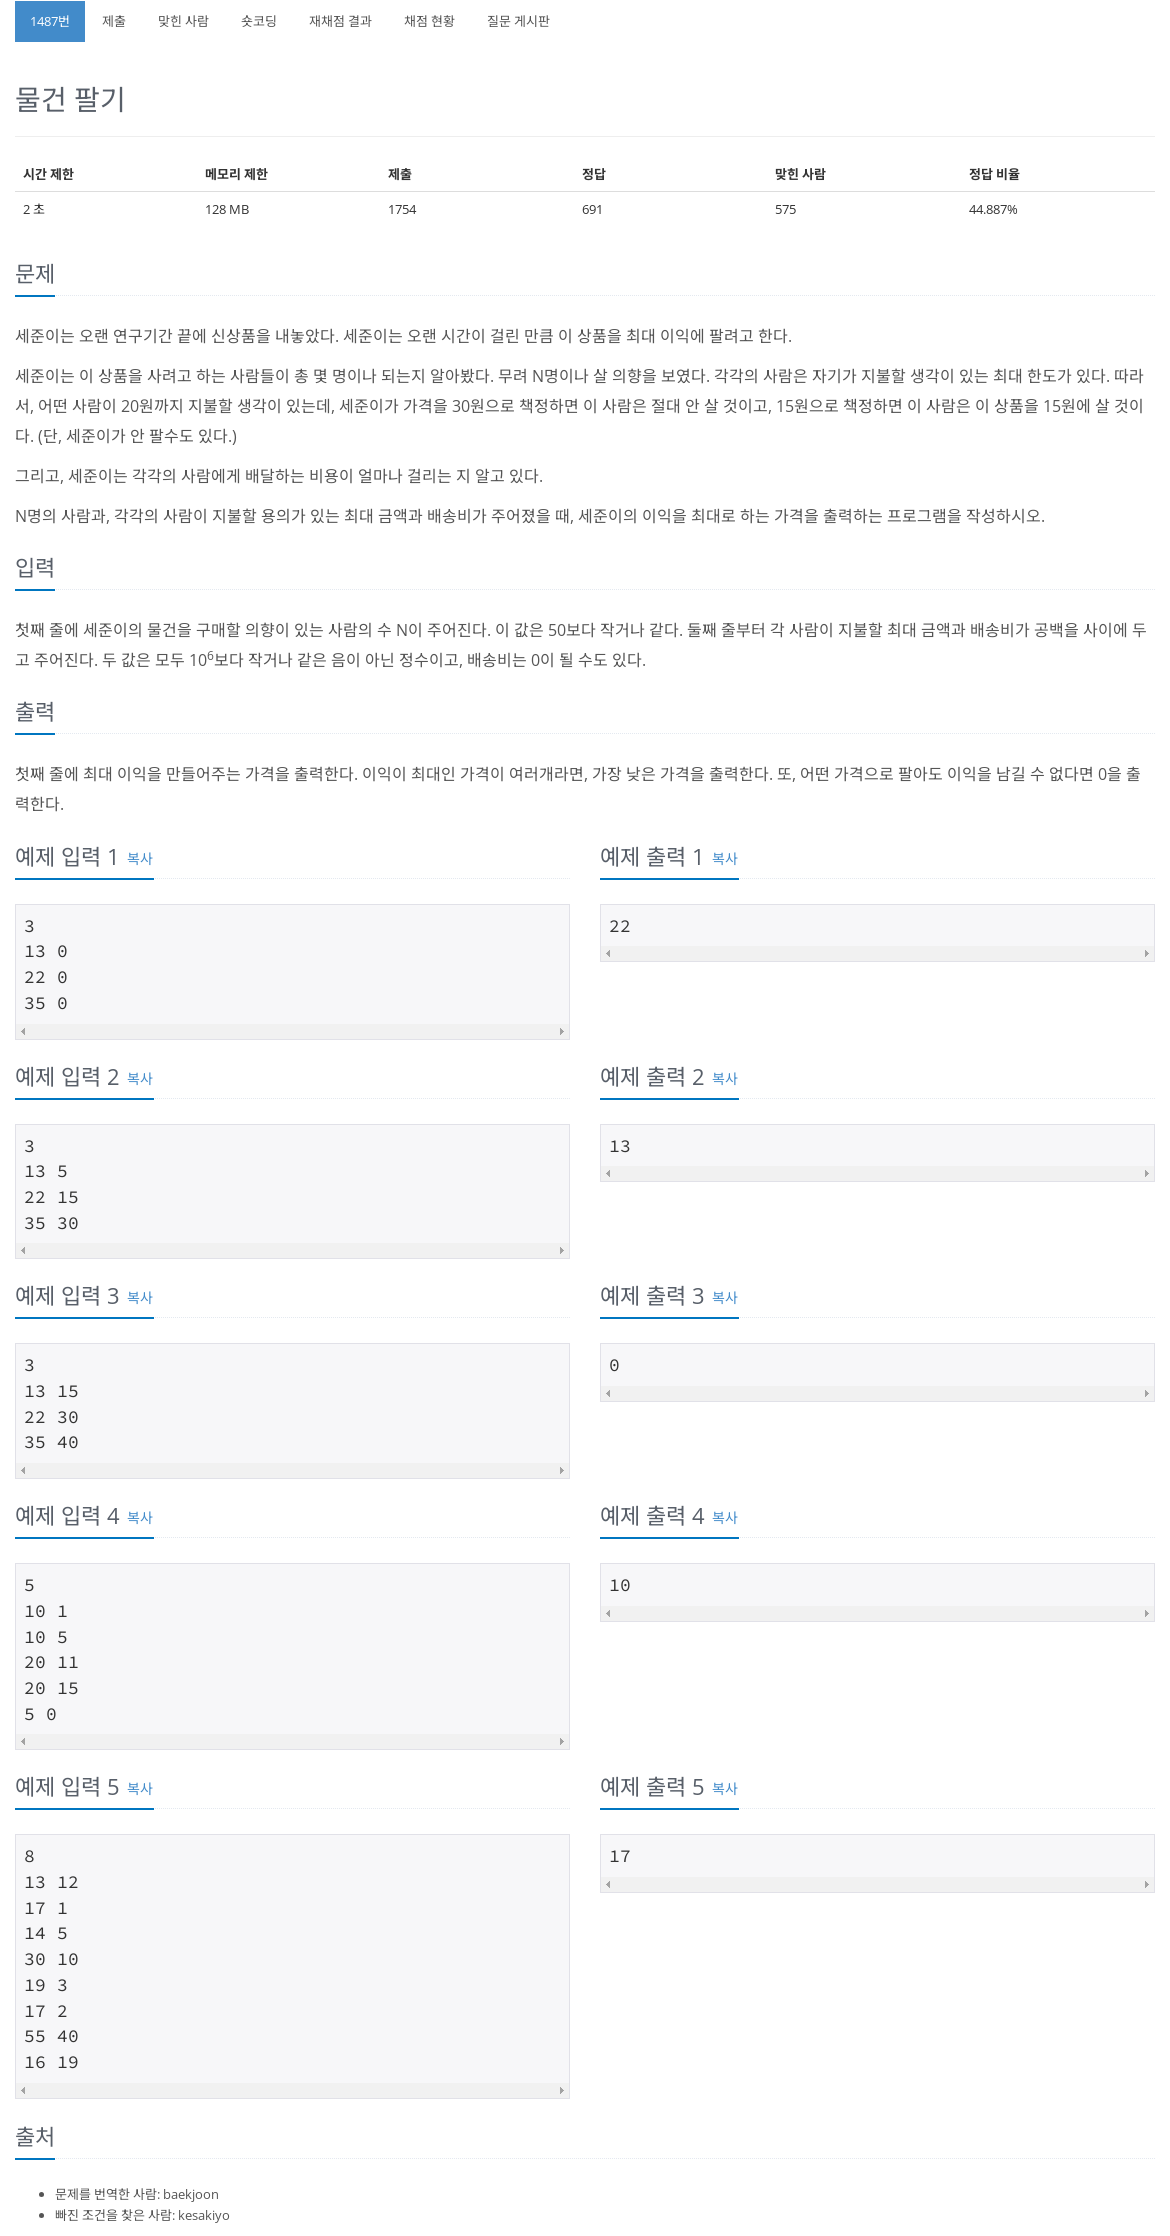 1487번 제출 맞힌 사람 숏코딩 재채점 결과 채점 현황 질문 게시판
물건 팔기
시간 제한 메모리 제한 제출 정답 맞힌 사람 정답 비율
2 초 128 MB 1754 691 575 44.887%
문제
세준이는 오랜 연구기간 끝에 신상품을 내놓았다. 세준이는 오랜 시간이 걸린 만큼 이 상품을 최대 이익에 팔려고 한다.
세준이는 이 상품을 사려고 하는 사람들이 총 몇 명이나 되는지 알아봤다. 무려 N명이나 살 의향을 보였다. 각각의 사람은 자기가 지불할 생각이 있는 최대 한도가 있다. 따라
서, 어떤 사람이 20원까지 지불할 생각이 있는데, 세준이가 가격을 30원으로 책정하면 이 사람은 절대 안 살 것이고, 15원으로 책정하면 이 사람은 이 상품을 15원에 살 것이
다. (단, 세준이가 안 팔수도 있다.)
그리고, 세준이는 각각의 사람에게 배달하는 비용이 얼마나 걸리는 지 알고 있다.
N명의 사람과, 각각의 사람이 지불할 용의가 있는 최대 금액과 배송비가 주어졌을 때, 세준이의 이익을 최대로 하는 가격을 출력하는 프로그램을 작성하시오.
입력
첫째 줄에 세준이의 물건을 구매할 의향이 있는 사람의 수 N이 주어진다. 이 값은 50보다 작거나 같다. 둘째 줄부터 각 사람이 지불할 최대 금액과 배송비가 공백을 사이에 두
고 주어진다. 두 값은 모두 10⁶보다 작거나 같은 음이 아닌 정수이고, 배송비는 0이 될 수도 있다.
출력
첫째 줄에 최대 이익을 만들어주는 가격을 출력한다. 이익이 최대인 가격이 여러개라면, 가장 낮은 가격을 출력한다. 또, 어떤 가격으로 팔아도 이익을 남길 수 없다면 0을 출
력한다.
예제 입력 1 복사
3
13 0
22 0
35 0
예제 출력 1 복사
22
예제 입력 2 복사
3
13 5
22 15
35 30
예제 출력 2 복사
13
예제 입력 3 복사
3
13 15
22 30
35 40
예제 출력 3 복사
0
예제 입력 4 복사
5
10 1
10 5
20 11
20 15
5 0
예제 출력 4 복사
10
예제 입력 5 복사
8
13 12
17 1
14 5
30 10
19 3
17 2
55 40
16 19
예제 출력 5 복사
17
출처
문제를 번역한 사람: baekjoon
빠진 조건을 찾은 사람: kesakiyo